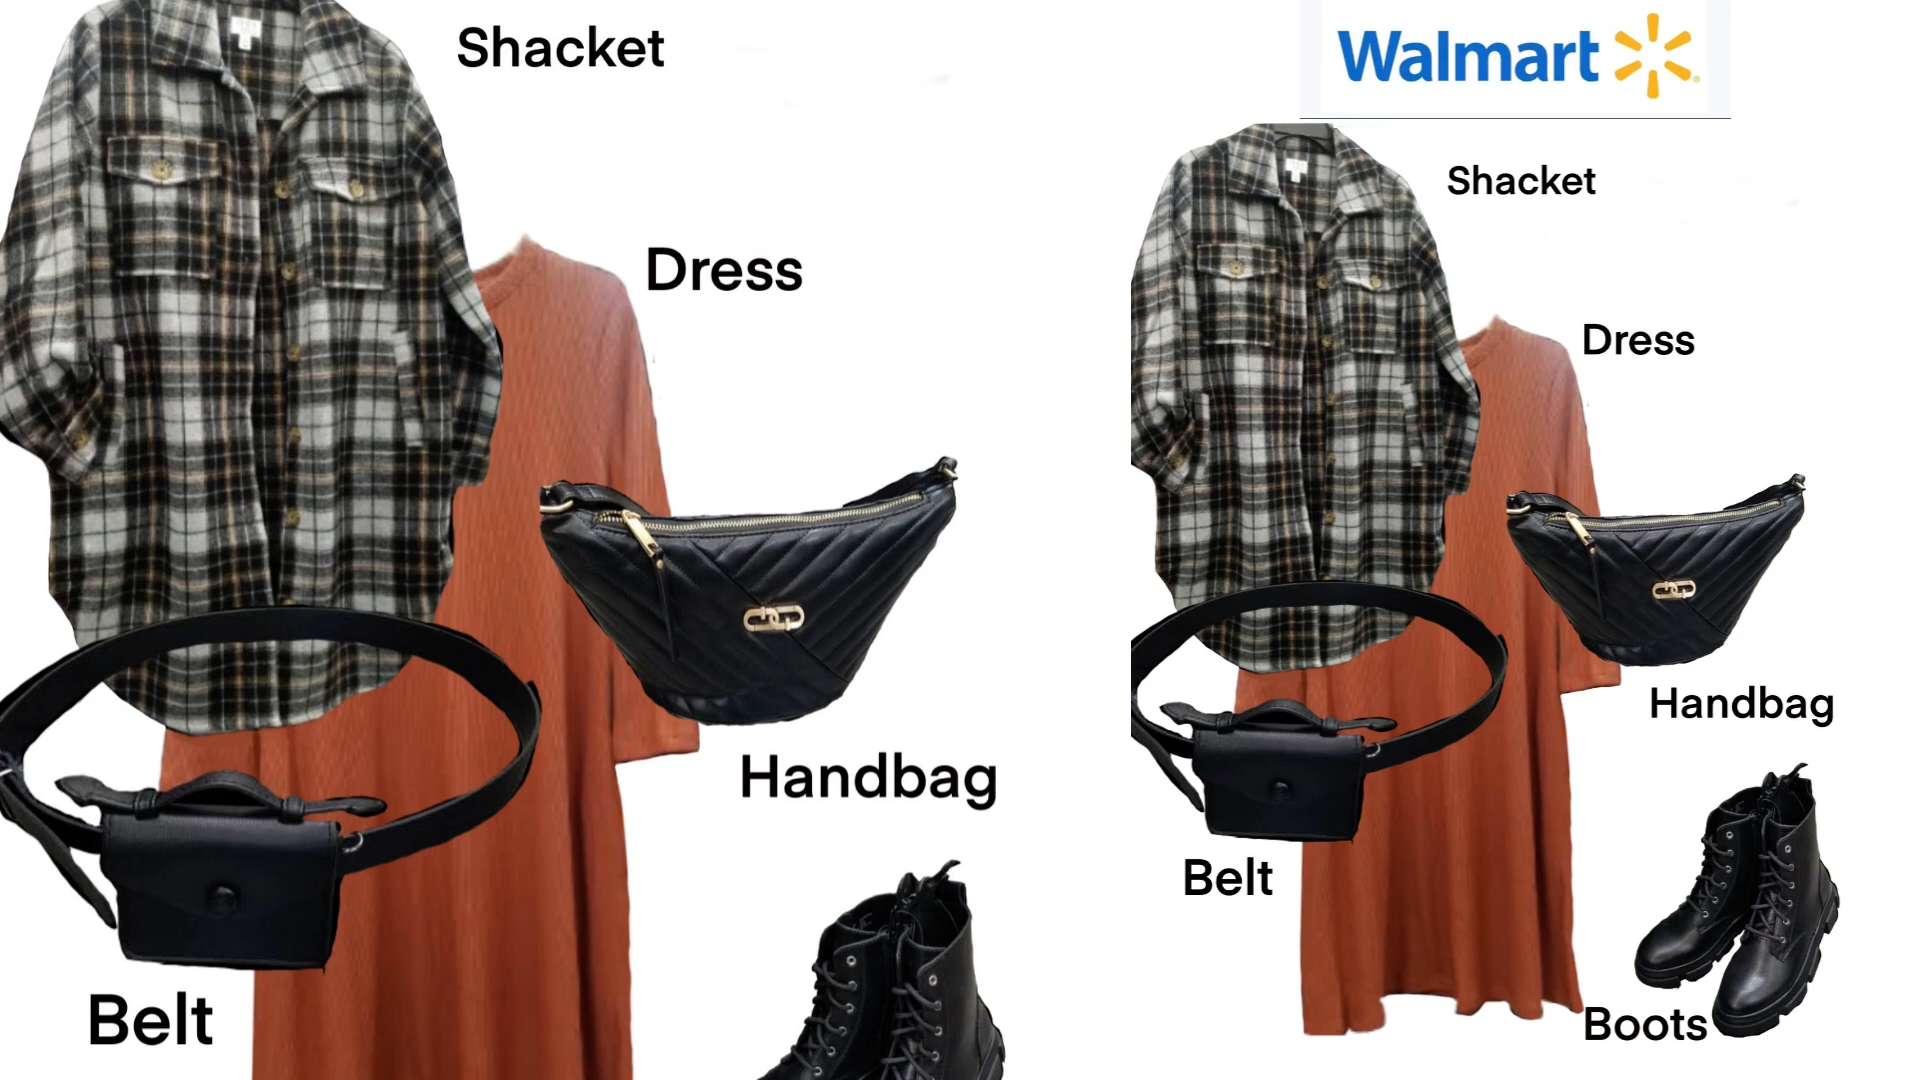 Shacket
Dress
Handbag
Belt
Walmart
Shacket
Dress
Handbag
Belt
Boots